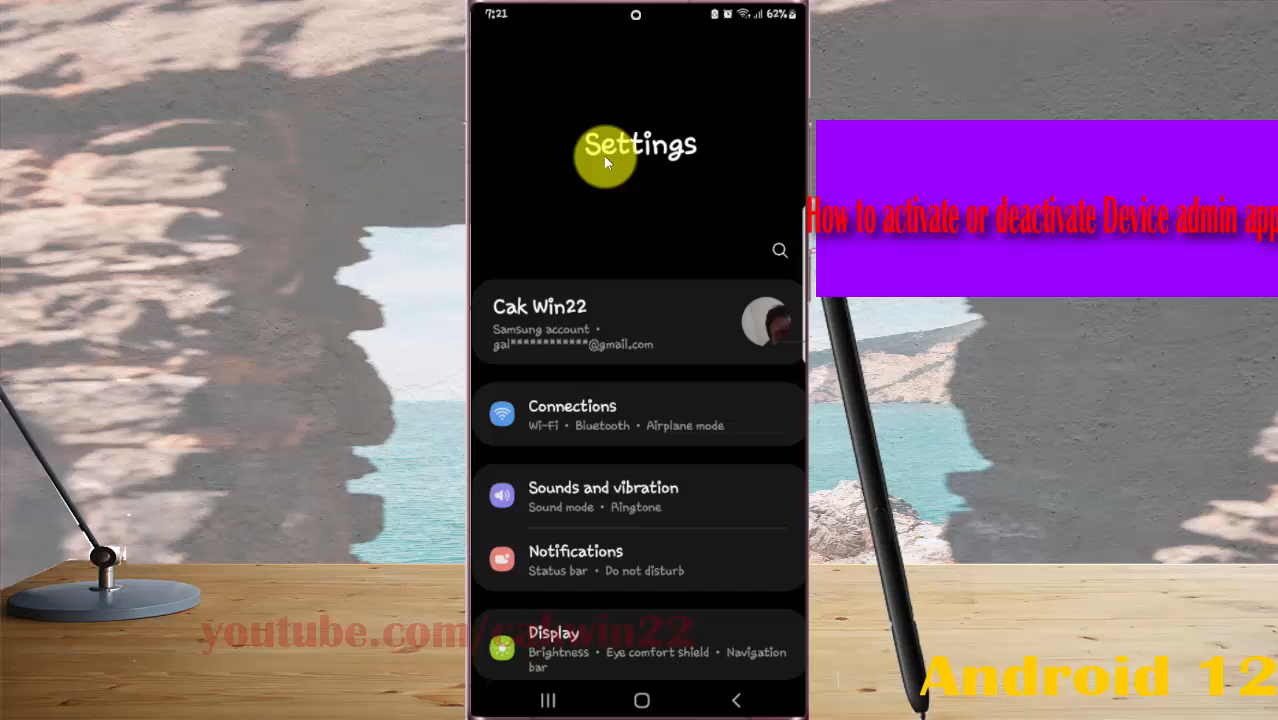 7:21
62%
Settings
Cak Win22
Samsung account •
gal************@gmail.com
Connections
Wi-Fi • Bluetooth • Airplane mode
Sounds and vibration
Sound mode • Ringtone
Notifications
Status bar • Do not disturb
Display
Brightness • Eye comfort shield • Navigation
bar
How to activate or deactivate Device admin app
youtube.com/cakwin22
Android 12